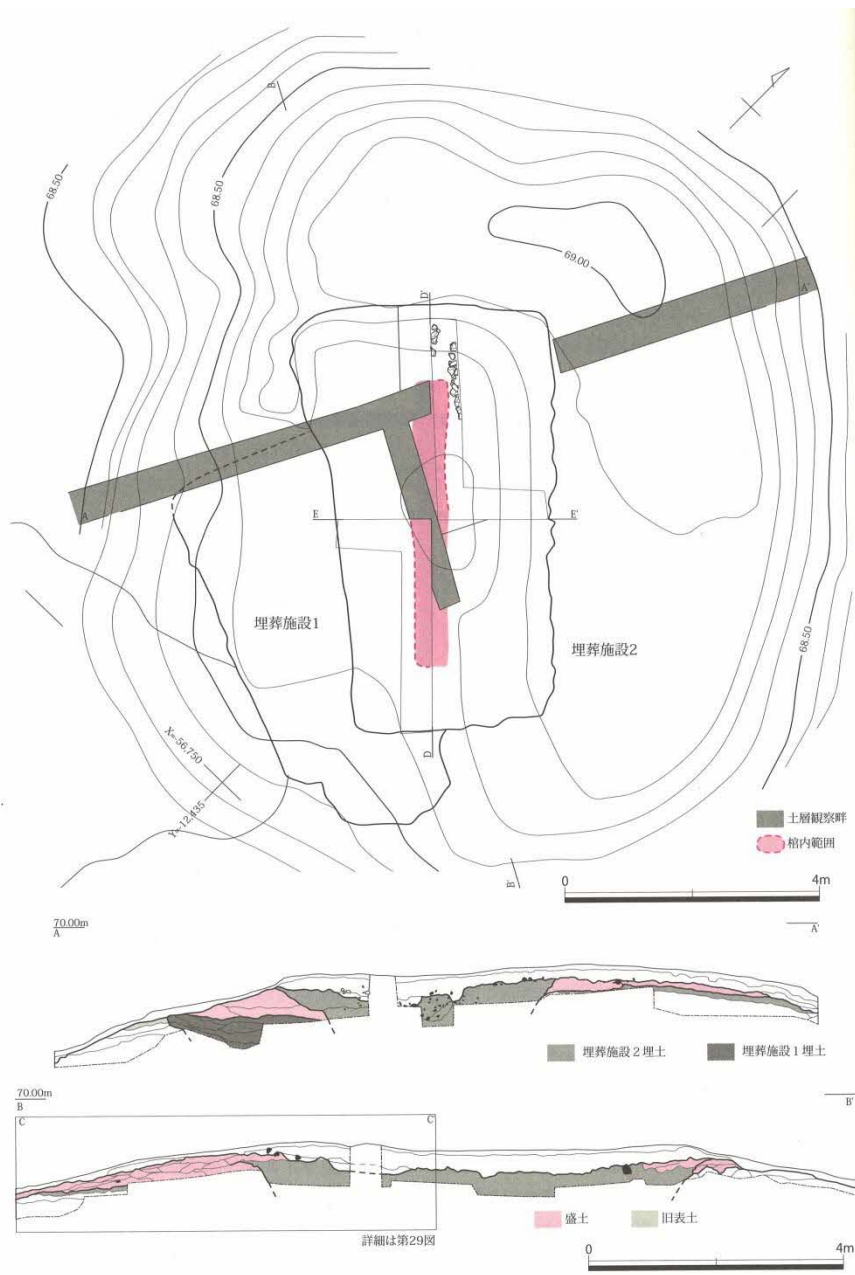 B
68.50
68.50
69.00
D'
A'
A
E
E'
埋葬施設1
埋葬施設2
68.50
D
X=-56,750
Y=-12,435
B'
土層観察畔
棺内範囲
0
4m
70.00m
A
A'
埋葬施設2埋土
埋葬施設1埋土
70.00m
B
B'
C
C'
盛土
旧表土
詳細は第29図
0
4m